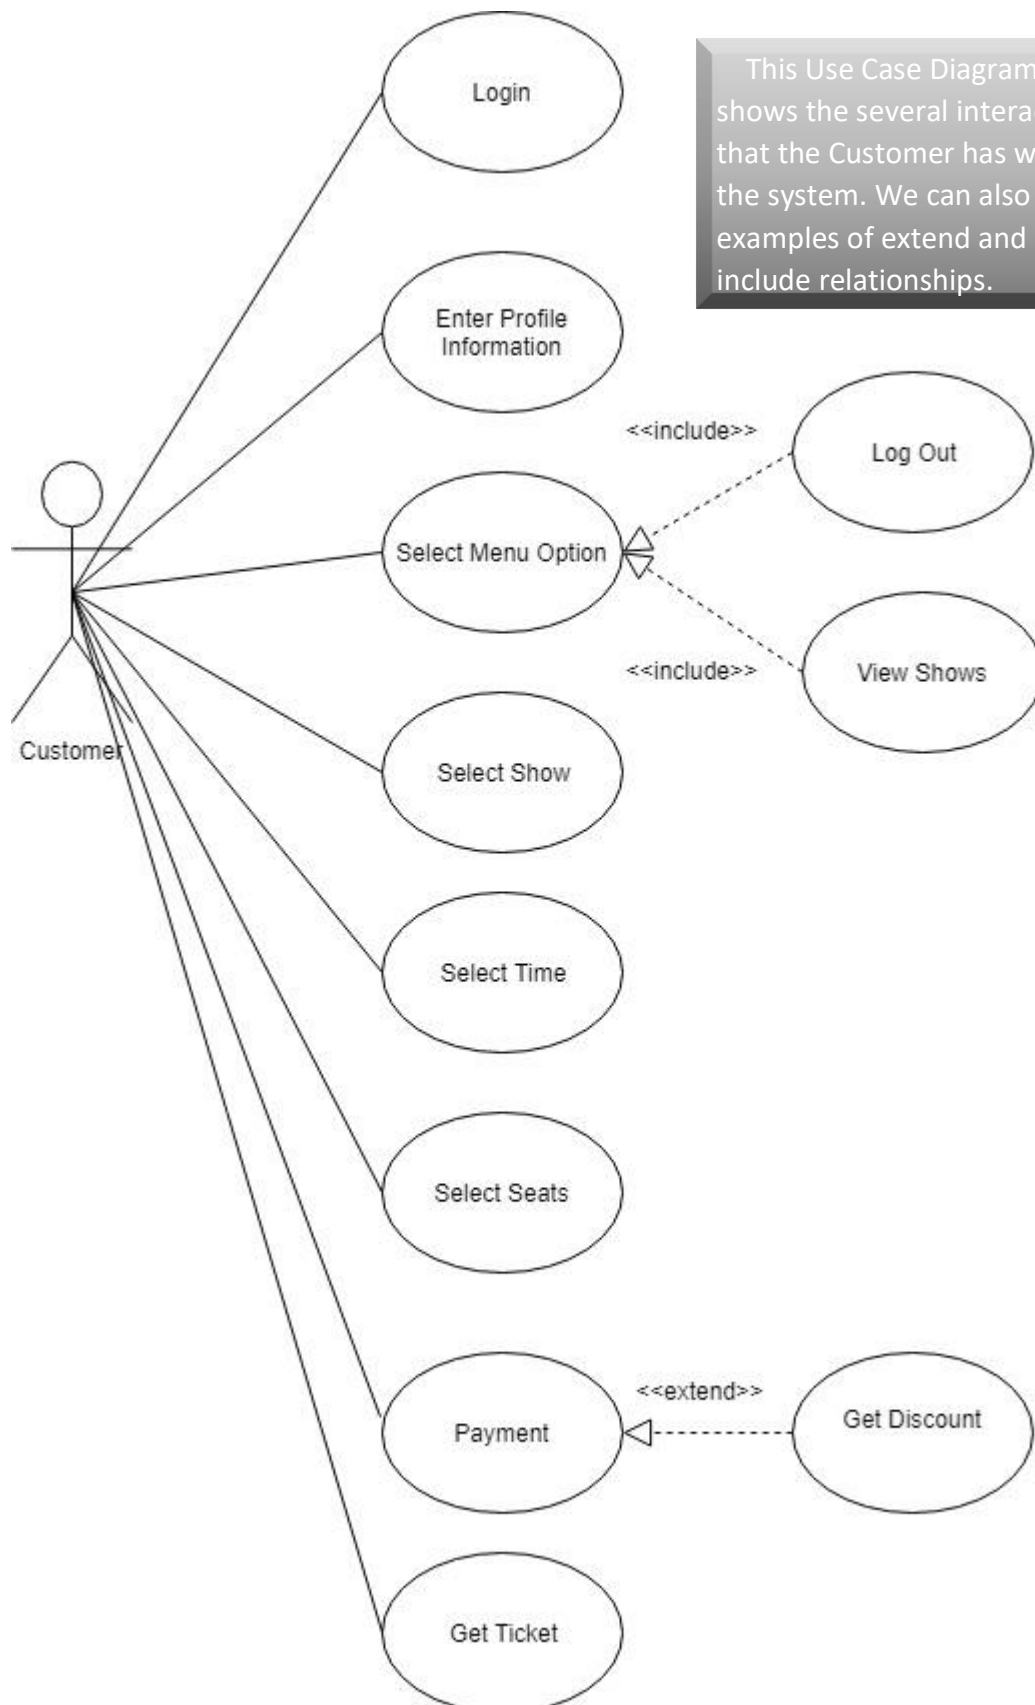 Login
This Use Case Diagram
shows the several
that the Customer has
the system. We can also
examples of extend and
include relationships.
Enter Profile
Information
<<include>>
Log Out
Select Menu Option
<<include>>
View Shows
Customer
Select Show
Select Time
Select Seats
<<extend>>
Get Discount
Payment
Get Ticket